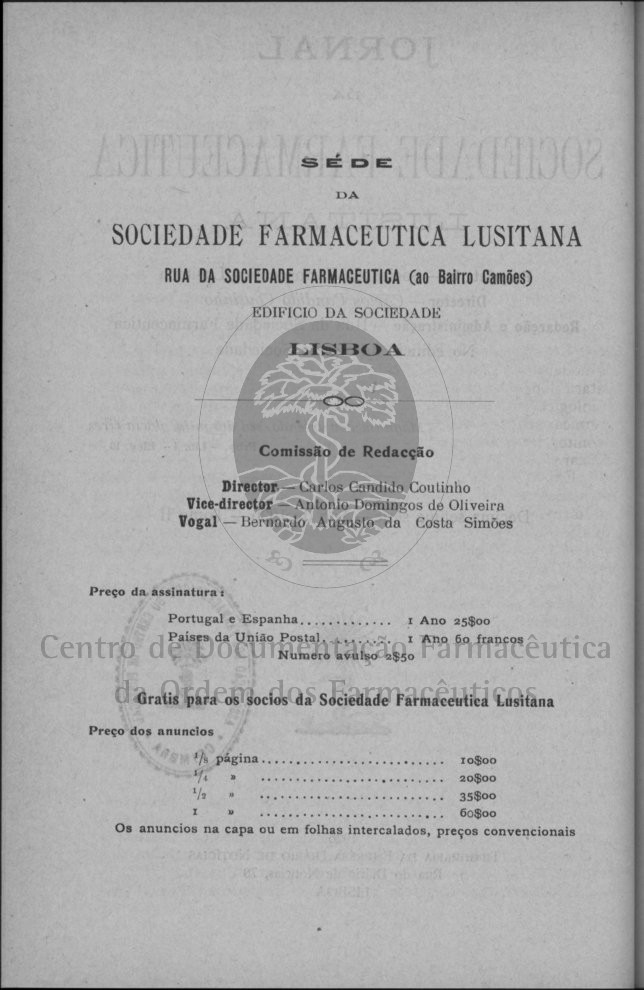 SÉDE
DA
SOCIEDADE FARMACEUTICA LUSITANA
RUA DA SOCIEDADE FARMACEUTICA (ao Bairro Camões)
EDIFICIO DA SOCIEDADE
LISBOA
Comissão de Redacção
Director — Carlos Candido Coutinho
Vice-director — Antonio Domingos de Oliveira
Vogal — Bernardo Augusto da Costa Simões
Preço da assinatura:
Portugal e Espanha............. 1 Ano 25$00
Países da União Postal.......... 1 Ano 60 francos
Numero avulso 2$50
Centro de Documentação Farmacêutica
da Ordem dos Farmacêuticos
Gratis para os socios da Sociedade Farmaceutica Lusitana
Preço dos anuncios
1/8 página.......................... 10$00
1/4 » .......................... 20$00
1/2 » .......................... 35$00
1 » .......................... 60$00
Os anuncios na capa ou em folhas intercalados, preços convencionais